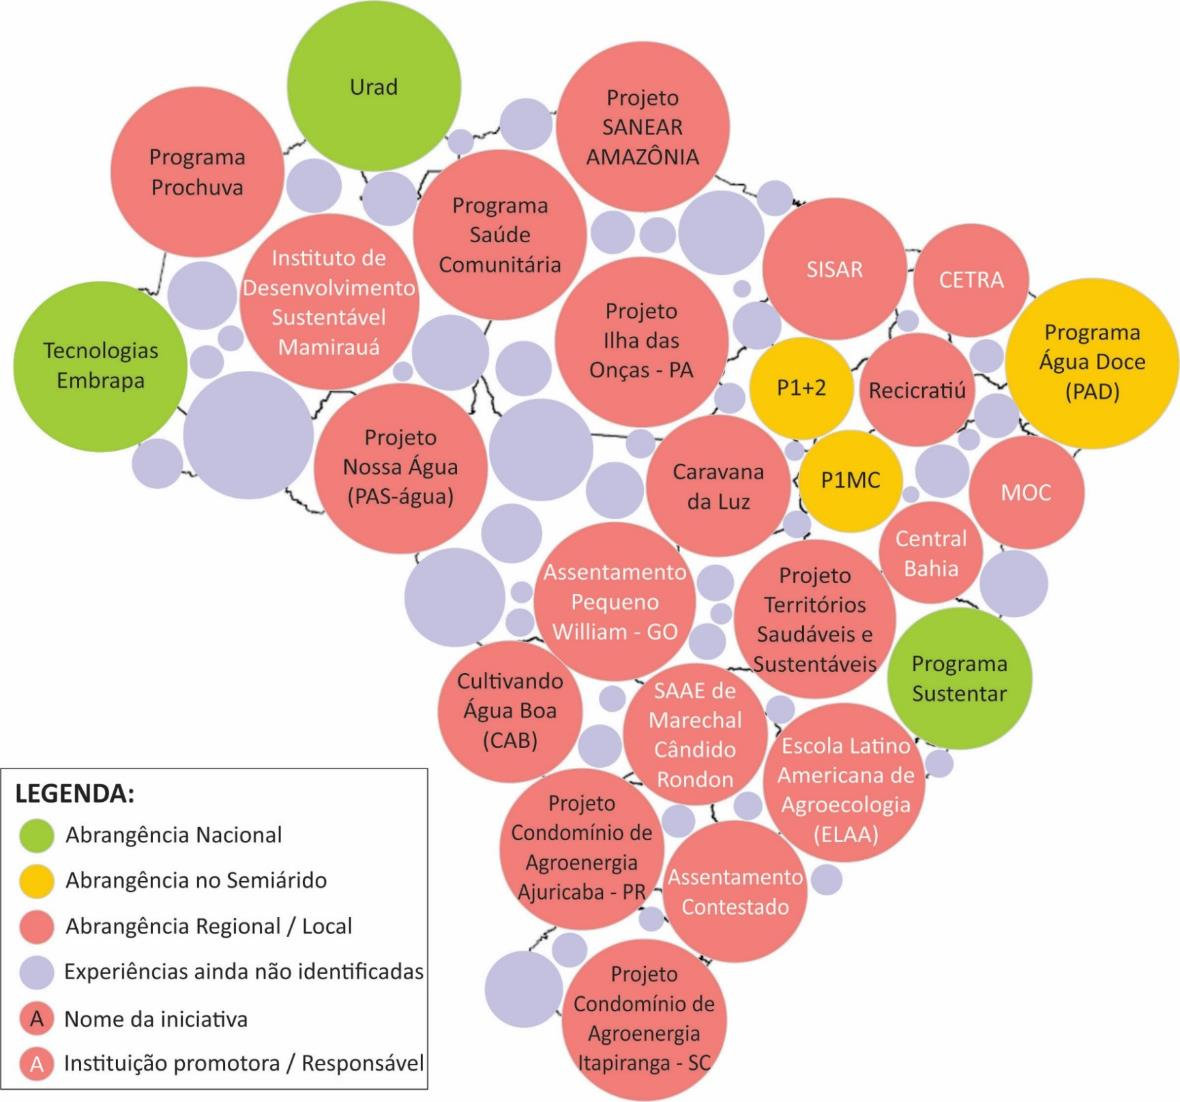 Urad
Projeto
SANEAR
AMAZÔNIA
Programa
Prochuva
Programa
Saúde
Comunitária
Instituto de
Desenvolvimento
Sustentável
Mamirauá
SISAR
CETRA
Projeto
Ilha das
Onças - PA
Programa
Água Doce
(PAD)
Tecnologias
Embrapa
P1+2
Recicratiú
Projeto
Nossa Água
(PAS-água)
Caravana
da Luz
P1MC
MOC
Central
Bahia
Assentamento
Pequeno
William - GO
Projeto
Territórios
Saudáveis e
Sustentáveis
Programa
Sustentar
Cultivando
Água Boa
(CAB)
SAAE de
Marechal
Cândido
Rondon
Escola Latino
Americana de
Agroecologia
(ELAA)
Projeto
Condomínio de
Agroenergia
Ajuricaba - PR
Assentamento
Contestado
Projeto
Condomínio de
Agroenergia
Itapiranga - SC
LEGENDA:
Abrangência Nacional
Abrangência no Semiárido
Abrangência Regional / Local
Experiências ainda não identificadas
A Nome da iniciativa
A Instituição promotora / Responsável